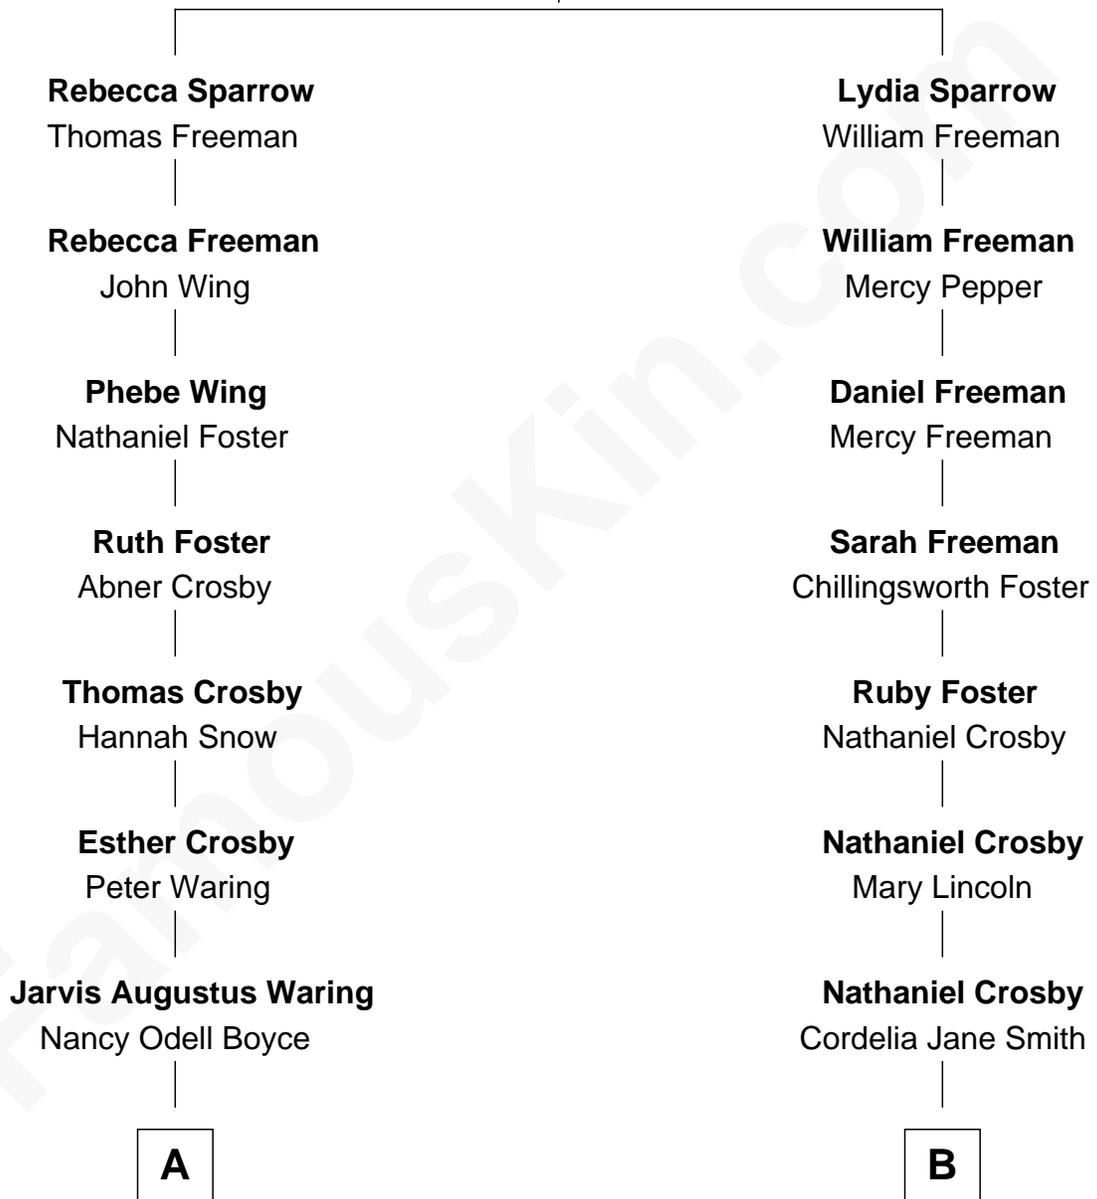 Rebecca Sparrow
Thomas Freeman
Lydia Sparrow
William Freeman
Rebecca Freeman
John Wing
William Freeman
Mercy Pepper
Phebe Wing
Nathaniel Foster
Daniel Freeman
Mercy Freeman
Ruth Foster
Abner Crosby
Sarah Freeman
Chillingsworth Foster
Thomas Crosby
Hannah Snow
Ruby Foster
Nathaniel Crosby
Esther Crosby
Peter Waring
Nathaniel Crosby
Mary Lincoln
Jarvis Augustus Waring
Nancy Odell Boyce
Nathaniel Crosby
Cordelia Jane Smith
A
B
FamousKin.com